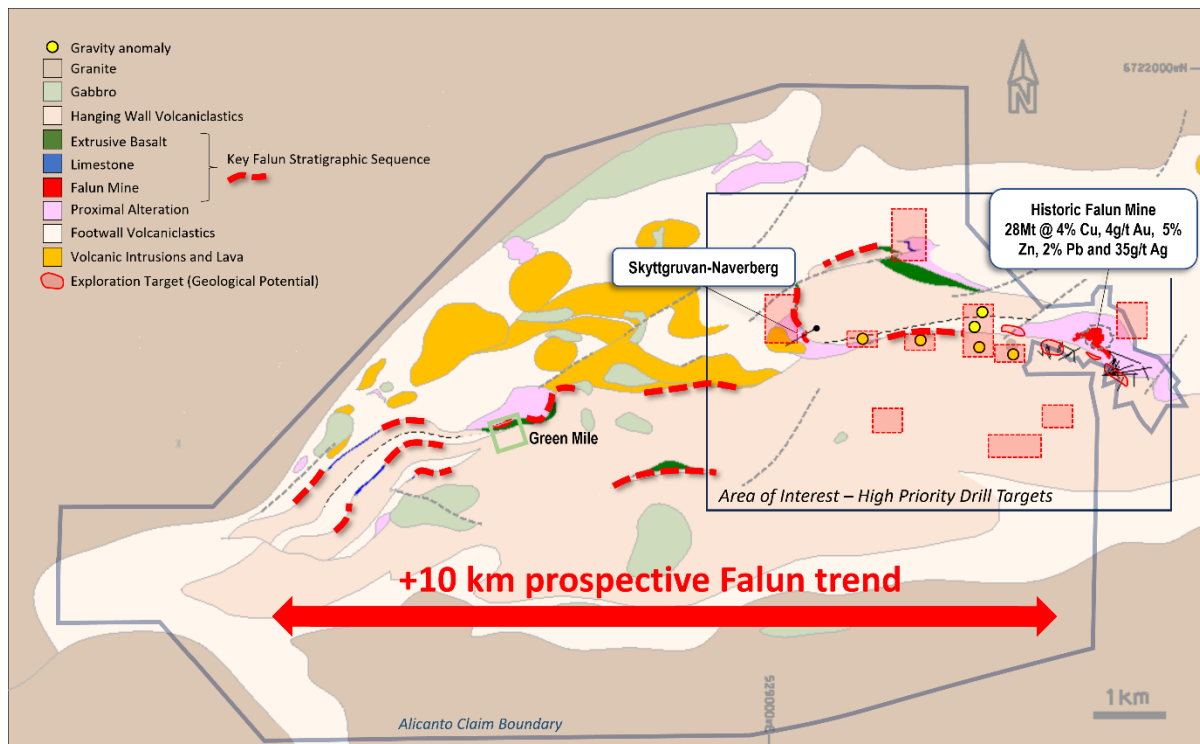 Gravity anomaly
Granite
Gabbro
Hanging Wall Volcaniclastics
Extrusive Basalt
Limestone
Key Falun Stratigraphic Sequence
Falun Mine
Proximal Alteration
Footwall Volcaniclastics
Volcanic Intrusions and Lava
Exploration Target (Geological Potential)
6722000mN
N
Historic Falun Mine
28Mt @ 4% Cu, 4g/t Au, 5%
Zn, 2% Pb and 35g/t Ag
Skyttgruvan-Naverberg
Green Mile
Area of Interest – High Priority Drill Targets
+10 km prospective Falun trend
1km
Alicanto Claim Boundary